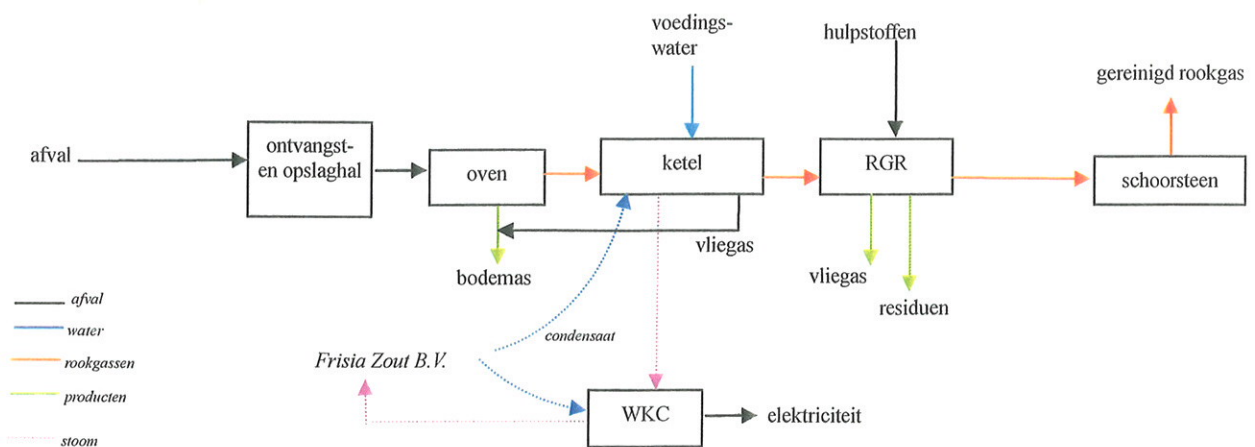 voedings-
water
hulpstoffen
gereinigd rookgas
afval
ontvangst-
en opslaghal
oven
ketel
RGR
schoorsteen
vliegas
bodemas
vliegas
residuen
afval
water
rookgassen
producten
stoom
condensaat
Frisia Zout B.V.
WKC
elektriciteit